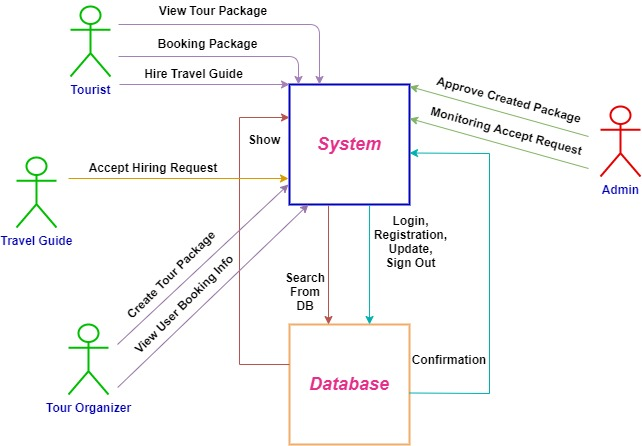 View Tour Package
Booking Package
Hire Travel Guide
Tourist
Approve Created Package
Monitoring Accept Request
Admin
Show
System
Accept Hiring Request
Travel Guide
Create Tour Package
View User Booking Info
Login,
Registration,
Update,
Sign Out
Search
From
DB
Tour Organizer
Database
Confirmation